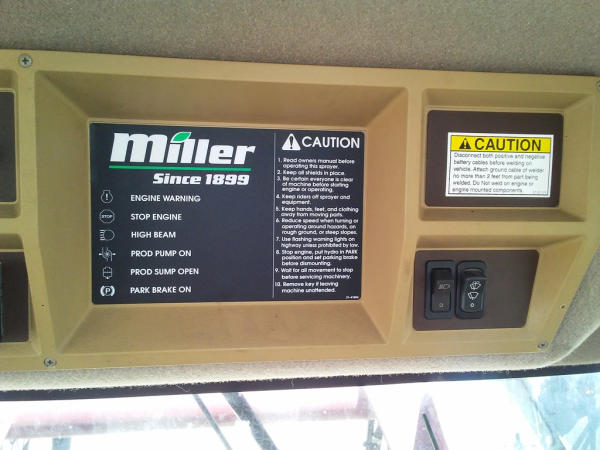 miller
Since 1899
ENGINE WARNING
STOP
STOP ENGINE
HIGH BEAM
PROD PUMP ON
PROD SUMP OPEN
P
PARK BRAKE ON
CAUTION
1. Read owners manual before
operating this sprayer.
2. Keep all shields in place.
3. Be certain everyone is clear
of machine before starting
engine or operating.
4. Keep riders off sprayer and
equipment.
5. Keep hands, feet, and clothing
away from moving parts.
6. Reduce speed when turning or
operating around hazards, on
rough ground, or steep slopes.
7. Use flashing warning lights on
highway unless prohibited by law.
8. Stop engine, put hydro in PARK
position and set parking brake
before dismounting.
9. Wait for all movement to stop
before servicing machinery.
10. Remove key if leaving
machine unattended.
CAUTION
Disconnect both positive and negative
battery cables before welding on
vehicle. Attach ground cable of welder
no more than 2 feet from part being
welded. Do not weld on engine or
engine mounted components.